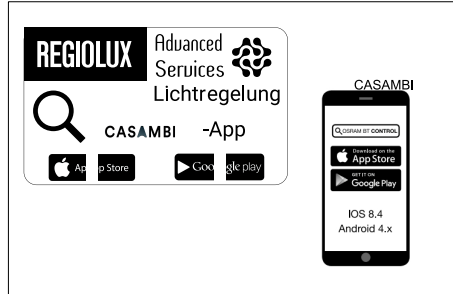 REGIOLUX
Advanced
Services
Lichtregelung
CASAMBI -App
App Store
Google play
CASAMBI
OSRAM BT CONTROL
Download on the
App Store
GET IT ON
Google Play
IOS 8.4
Android 4.x